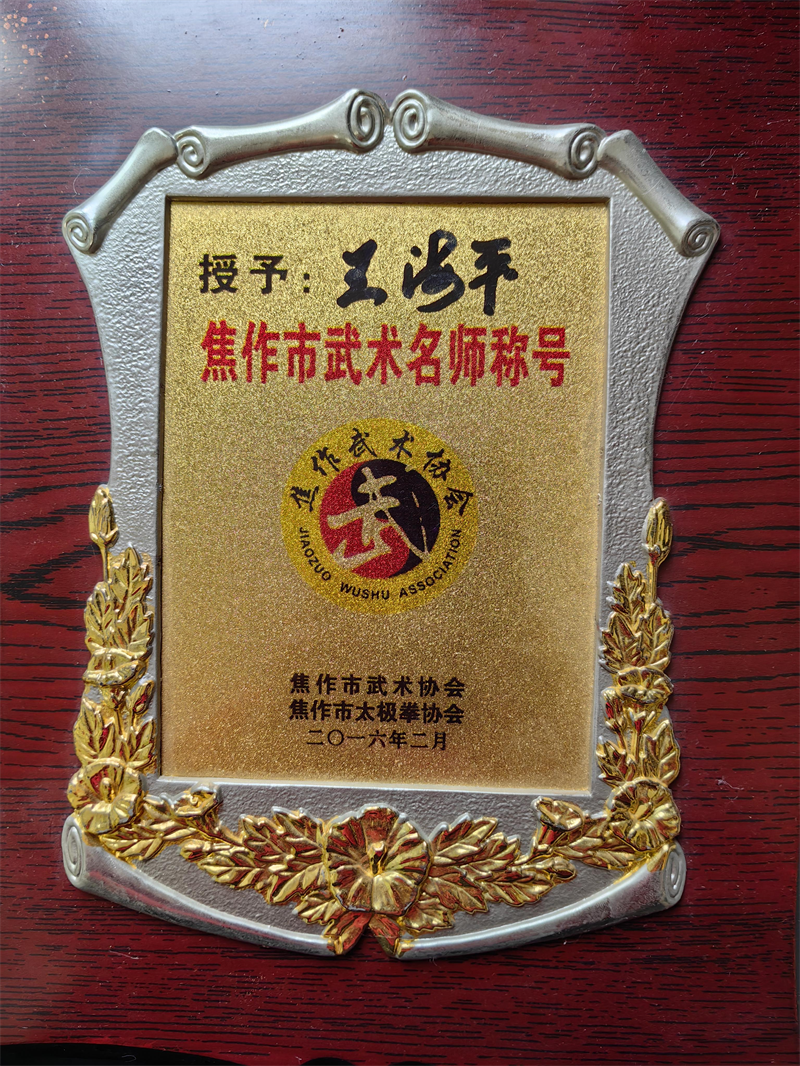 授予：王海平
焦作市武术名师称号
焦作武术协会
武
JIAOZUO WUSHU ASSOCIATION
焦作市武术协会
焦作市太极拳协会
二〇一六年二月